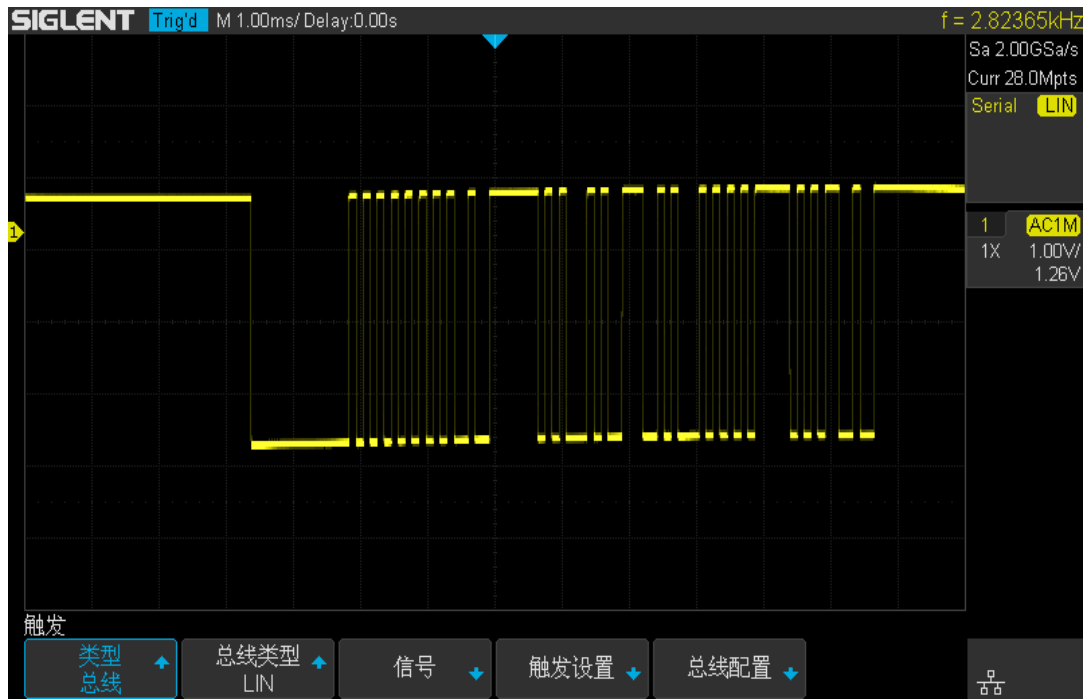 SIGLENT Trig'd M 1.00ms/ Delay:0.00s f = 2.82365kHz
Sa 2.00GSa/s
Curr 28.0Mpts
Serial LIN
1
1 AC1M
1X 1.00V/
1.26V
触发
类型
总线
总线类型
LIN
信号
触发设置
总线配置